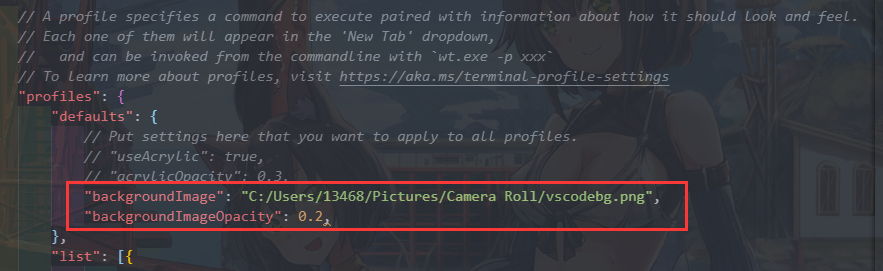 // A profile specifies a command to execute paired with information about how it should look and feel.
// Each one of them will appear in the 'New Tab' dropdown,
//   and can be invoked from the commandline with `wt.exe -p xxx`
// To learn more about profiles, visit https://aka.ms/terminal-profile-settings
"profiles": {
    "defaults": {
        // Put settings here that you want to apply to all profiles.
        // "useAcrylic": true,
        // "acrylicOpacity": 0.3,
        "backgroundImage": "C:/Users/13468/Pictures/Camera Roll/vscodebg.png",
        "backgroundImageOpacity": 0.2,
    },
    "list": [{